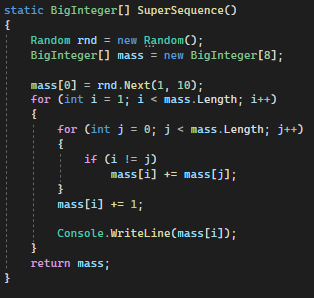 static BigInteger[] SuperSequence()
{
    Random rnd = new Random();
    BigInteger[] mass = new BigInteger[8];

    mass[0] = rnd.Next(1, 10);
    for (int i = 1; i < mass.Length; i++)
    {
        for (int j = 0; j < mass.Length; j++)
        {
            if (i != j)
                mass[i] += mass[j];
        }
        mass[i] += 1;

        Console.WriteLine(mass[i]);
    }
    return mass;
}